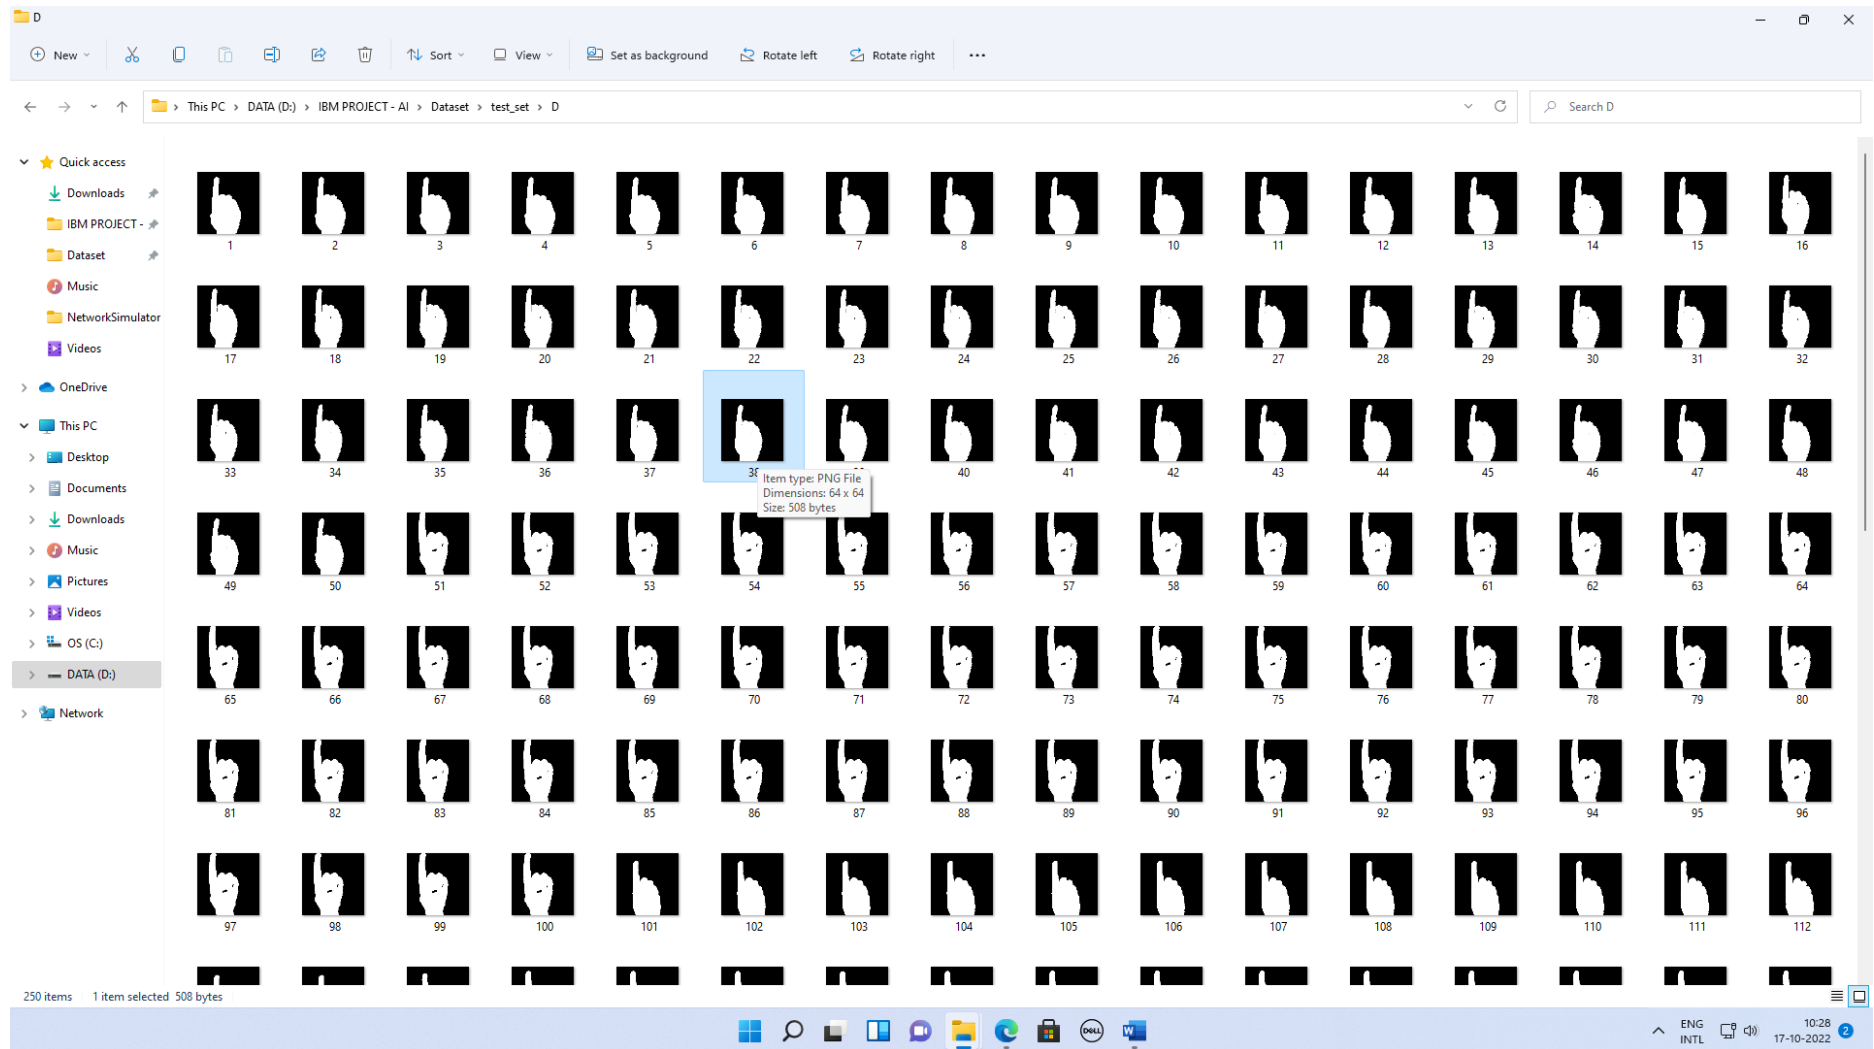 D
New
Sort
View
Set as background
Rotate left
Rotate right
This PC > DATA (D:) > IBM PROJECT - AI > Dataset > test_set > D
Search D
Quick access
Downloads
IBM PROJECT -
Dataset
Music
NetworkSimulator
Videos
OneDrive
This PC
Desktop
Documents
Downloads
Music
Pictures
Videos
OS (C:)
DATA (D:)
Network
1 2 3 4 5 6 7 8 9 10 11 12 13 14 15 16
17 18 19 20 21 22 23 24 25 26 27 28 29 30 31 32
33 34 35 36 37 38 40 41 42 43 44 45 46 47 48
Item type: PNG File
Dimensions: 64 x 64
Size: 508 bytes
49 50 51 52 53 54 55 56 57 58 59 60 61 62 63 64
65 66 67 68 69 70 71 72 73 74 75 76 77 78 79 80
81 82 83 84 85 86 87 88 89 90 91 92 93 94 95 96
97 98 99 100 101 102 103 104 105 106 107 108 109 110 111 112
250 items 1 item selected 508 bytes
DELL
W
ENG
INTL
10:28
17-10-2022
2